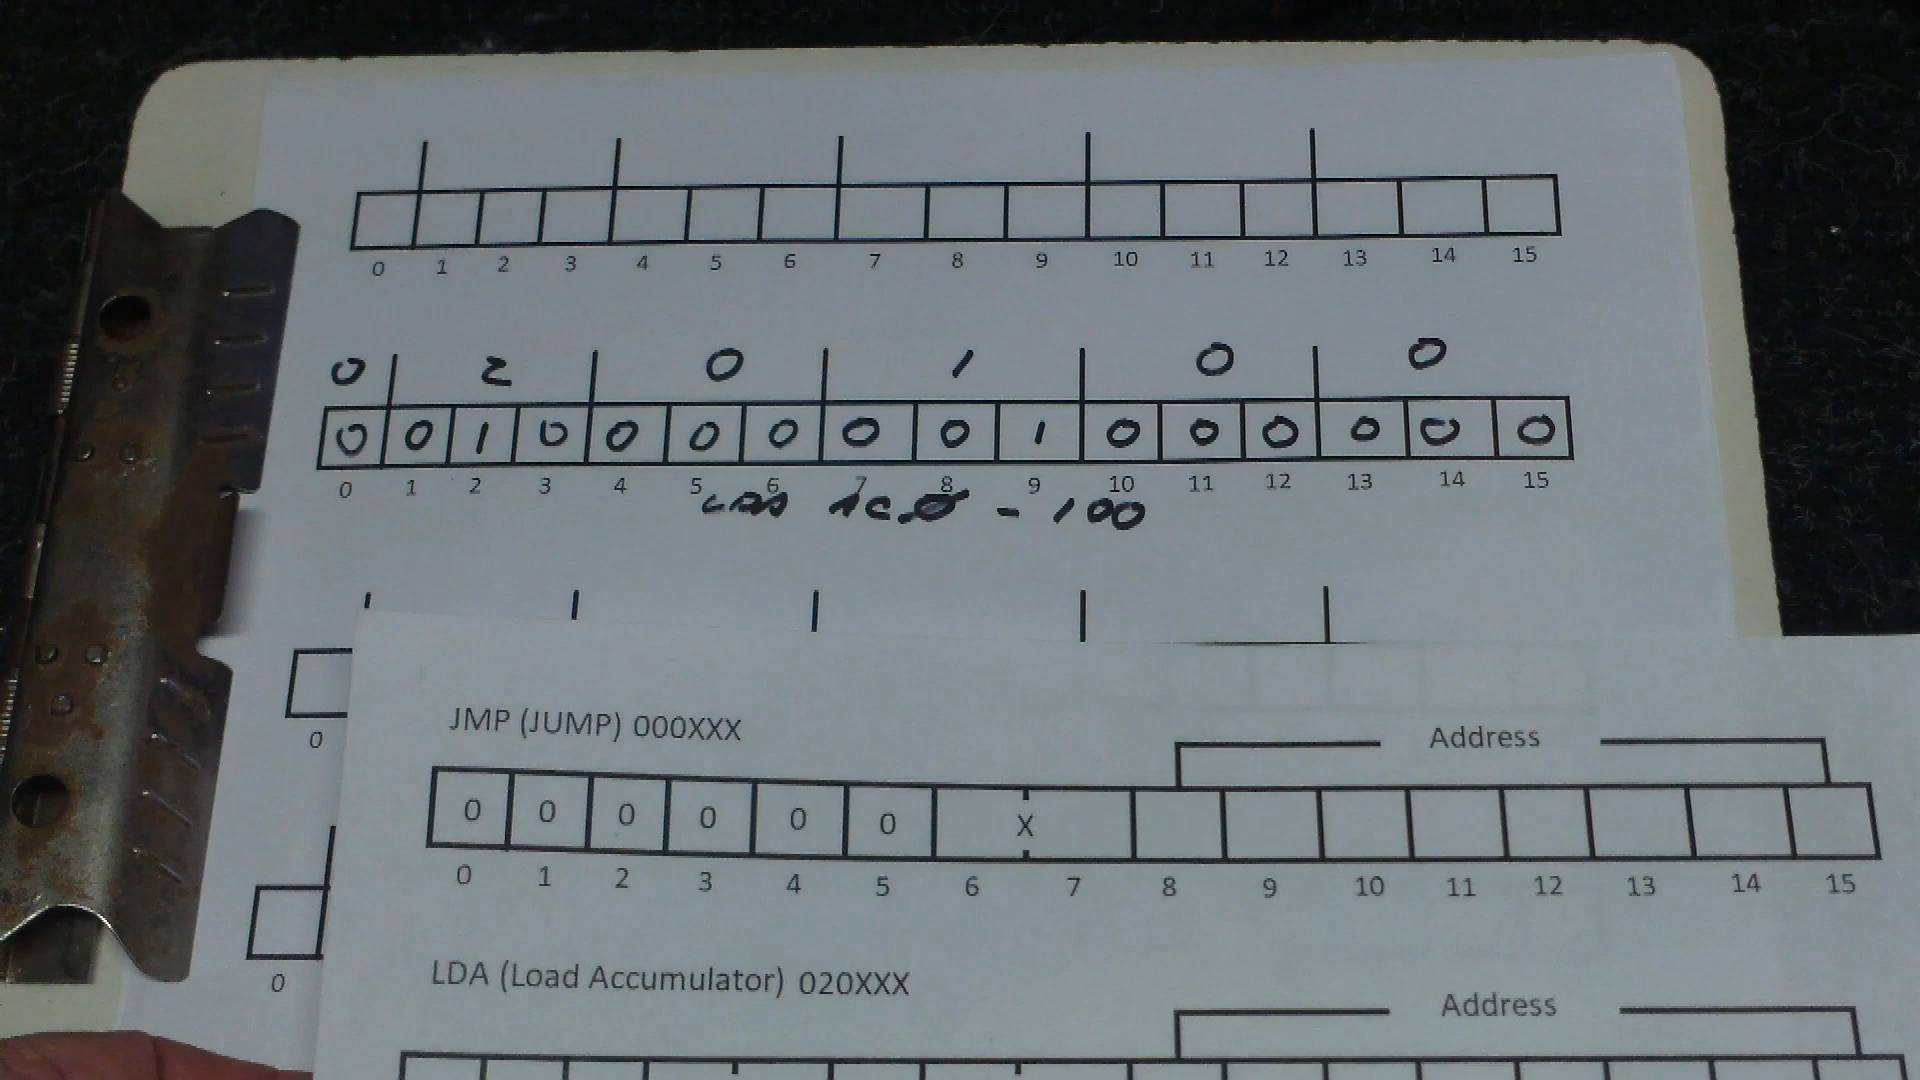 0 1 2 3 4 5 6 7 8 9 10 11 12 13 14 15
0 2 0 1 0 0
0 0 1 0 0 0 0 0 0 1 0 0 0 0 0 0
0 1 2 3 4 5 6 7 8 9 10 11 12 13 14 15
LDA AC.0 - 100
0
0
JMP (JUMP) 000XXX
Address
0 0 0 0 0 0 X
0 1 2 3 4 5 6 7 8 9 10 11 12 13 14 15
LDA (Load Accumulator) 020XXX
Address